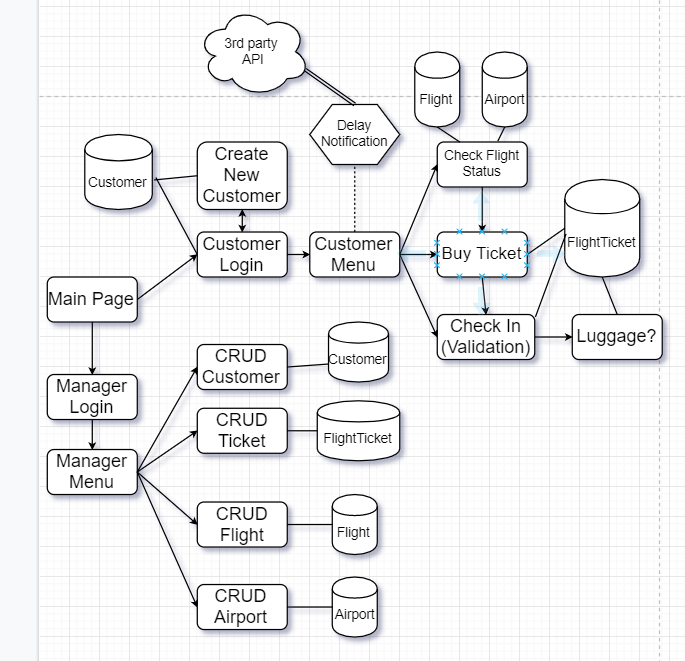 3rd party
API
Delay
Notification
Flight
Airport
Customer
Create
New
Customer
Check Flight
Status
Customer
Login
Customer
Menu
Buy Ticket
FlightTicket
Main Page
Check In
(Validation)
Luggage?
Manager
Login
CRUD
Customer
Customer
CRUD
Ticket
FlightTicket
Manager
Menu
CRUD
Flight
Flight
CRUD
Airport
Airport